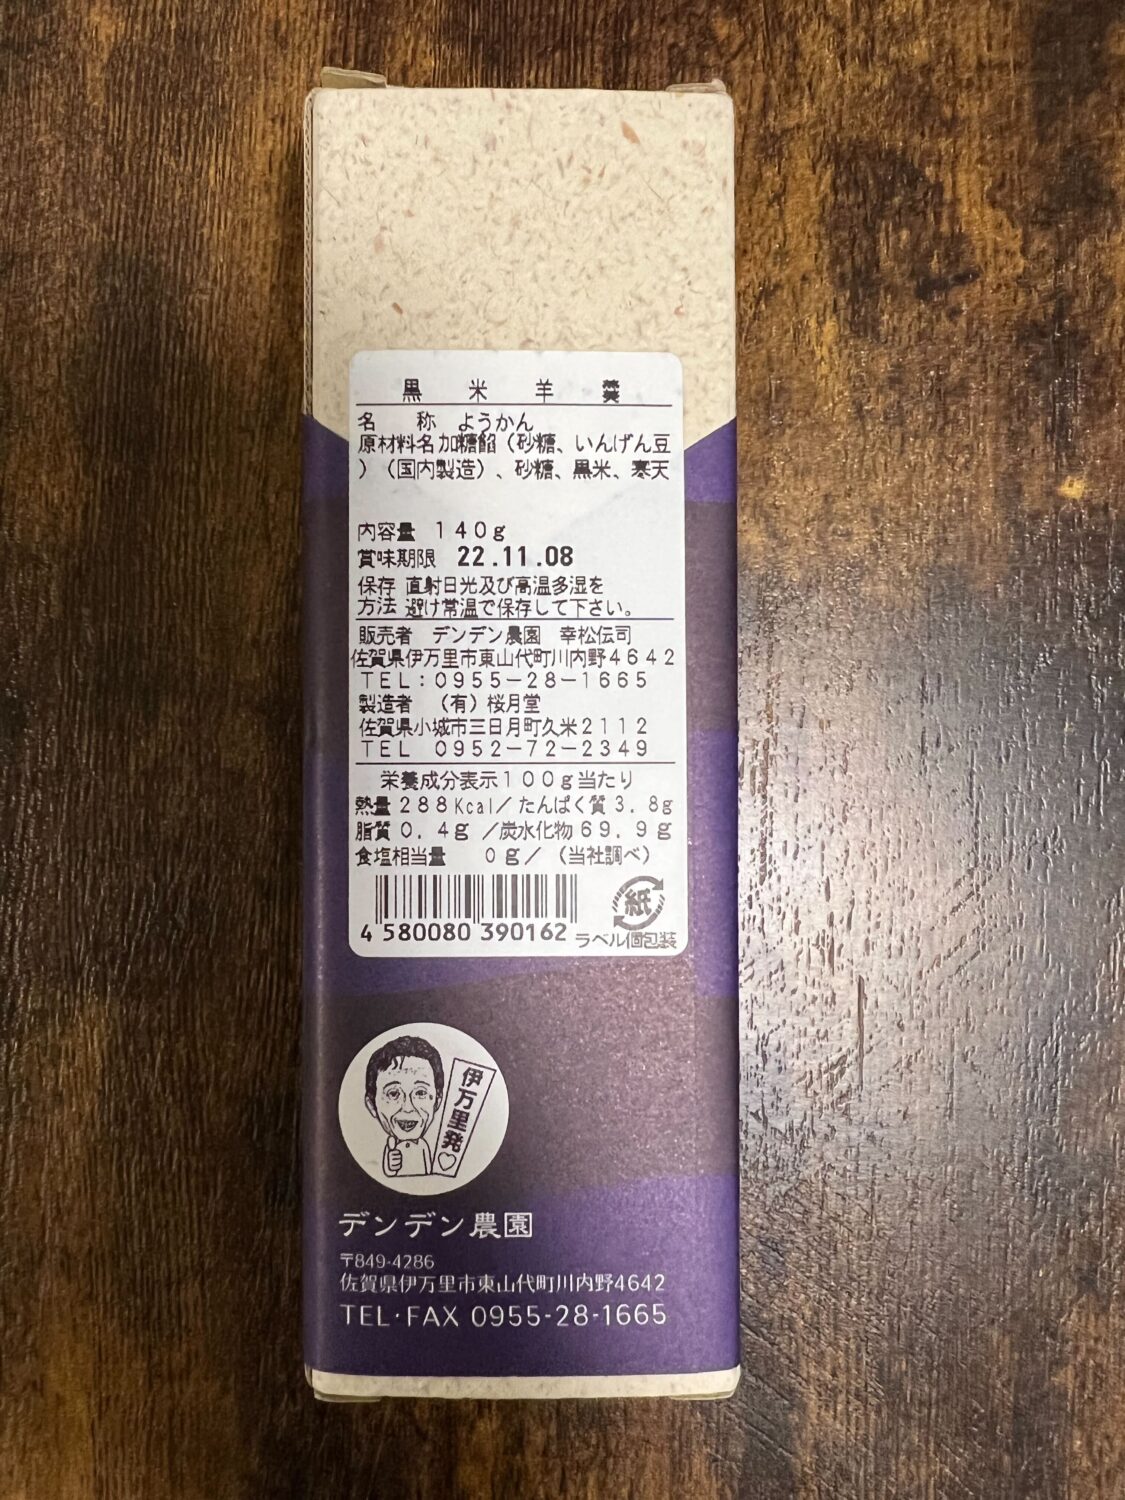 黒米羊羹
名　称　ようかん
原材料名 加糖餡（砂糖、いんげん豆
）（国内製造）、砂糖、黒米、寒天
内容量　140g
賞味期限　22.11.08
保存　直射日光及び高温多湿を
方法　避け常温で保存して下さい。
販売者　デンデン農園　幸松伝司
佐賀県伊万里市東山代町川内野4642
TEL：0955－28－1665
製造者　（有）桜月堂
佐賀県小城市三日月町久米2112
TEL　0952－72－2349
栄養成分表示100g当たり
熱量288Kcal／たんぱく質3.8g
脂質0.4g／炭水化物69.9g
食塩相当量　0g／（当社調べ）
紙
4 580080 390162
ラベル個包装
伊万里発♡
デンデン農園
〒849-4286
佐賀県伊万里市東山代町川内野4642
TEL・FAX 0955-28-1665